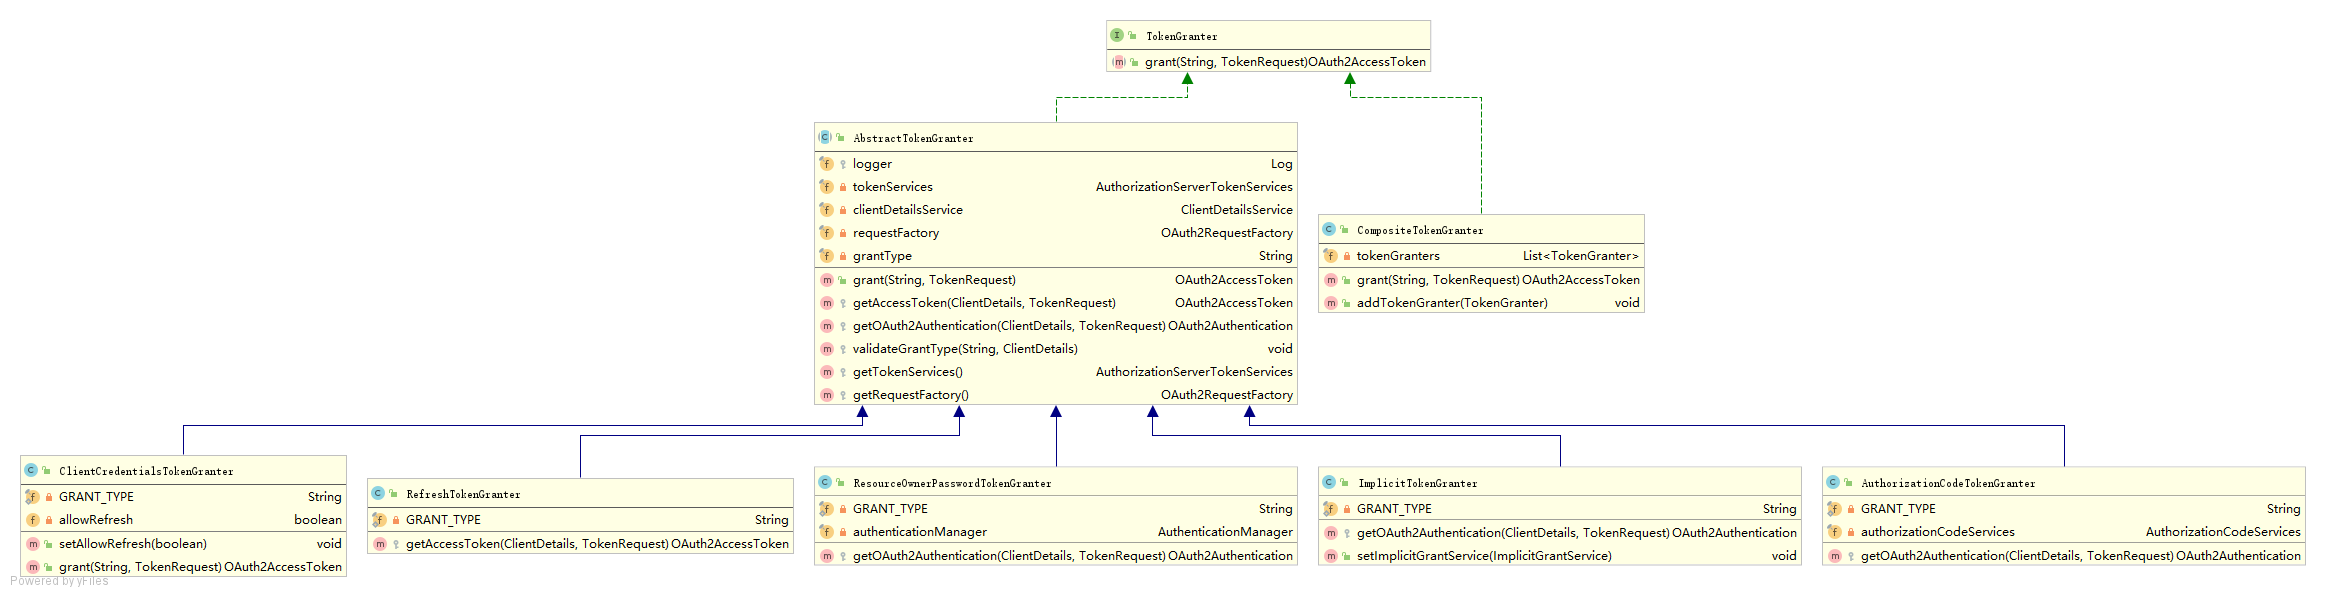 TokenGranter
grant(String, TokenRequest)OAuth2AccessToken
AbstractTokenGranter
logger Log
tokenServices AuthorizationServerTokenServices
clientDetailsService ClientDetailsService
requestFactory OAuth2RequestFactory
grantType String
grant(String, TokenRequest) OAuth2AccessToken
getAccessToken(ClientDetails, TokenRequest) OAuth2AccessToken
getOAuth2Authentication(ClientDetails, TokenRequest) OAuth2Authentication
validateGrantType(String, ClientDetails) void
getTokenServices() AuthorizationServerTokenServices
getRequestFactory() OAuth2RequestFactory
CompositeTokenGranter
tokenGranters List<TokenGranter>
grant(String, TokenRequest) OAuth2AccessToken
addTokenGranter(TokenGranter) void
ClientCredentialsTokenGranter
GRANT_TYPE String
allowRefresh boolean
setAllowRefresh(boolean) void
grant(String, TokenRequest) OAuth2AccessToken
RefreshTokenGranter
GRANT_TYPE String
getAccessToken(ClientDetails, TokenRequest) OAuth2AccessToken
ResourceOwnerPasswordTokenGranter
GRANT_TYPE String
authenticationManager AuthenticationManager
getOAuth2Authentication(ClientDetails, TokenRequest) OAuth2Authentication
ImplicitTokenGranter
GRANT_TYPE String
getOAuth2Authentication(ClientDetails, TokenRequest) OAuth2Authentication
setImplicitGrantService(ImplicitGrantService) void
AuthorizationCodeTokenGranter
GRANT_TYPE String
authorizationCodeServices AuthorizationCodeServices
getOAuth2Authentication(ClientDetails, TokenRequest) OAuth2Authentication
Powered by yFiles